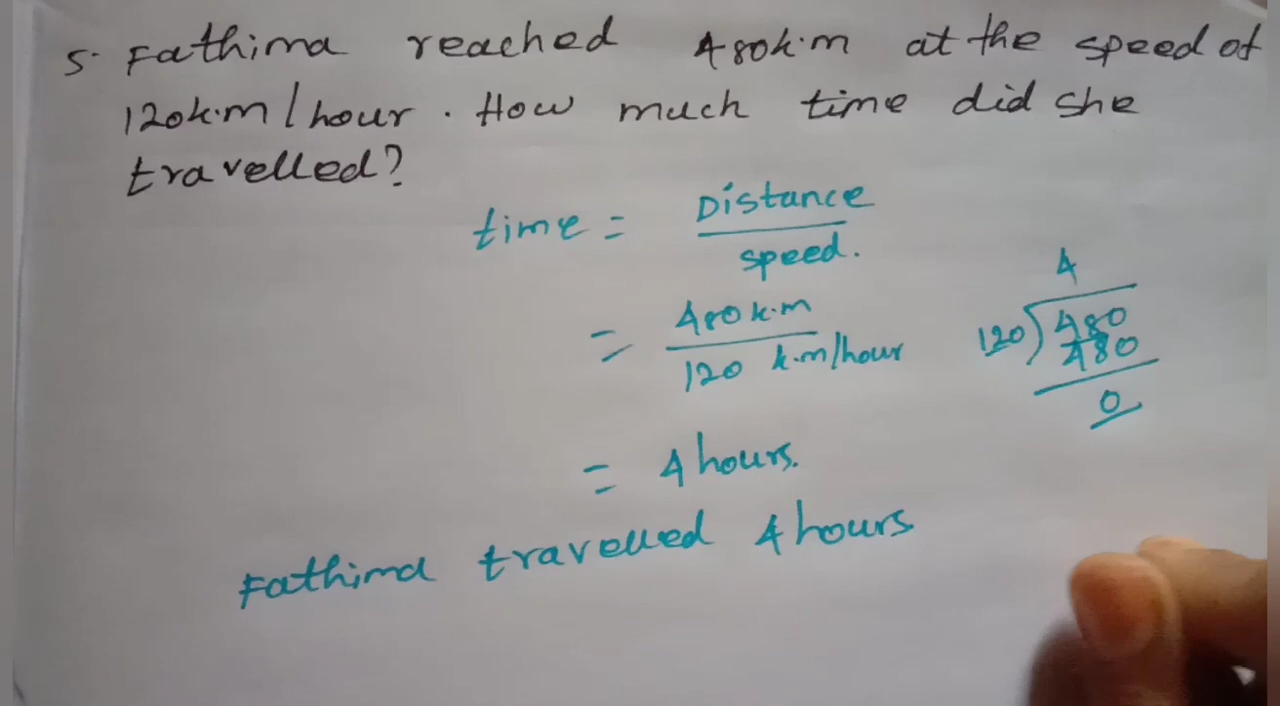 5. Fathima reached 480k.m at the speed of
120k.m/hour. How much time did she
travelled?
time = Distance
speed.
= 480 k.m
120 k.m/hour
= 4 hours.
Fathima travelled 4 hours
4
120)480
480
0